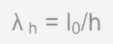 λ h = l₀/h